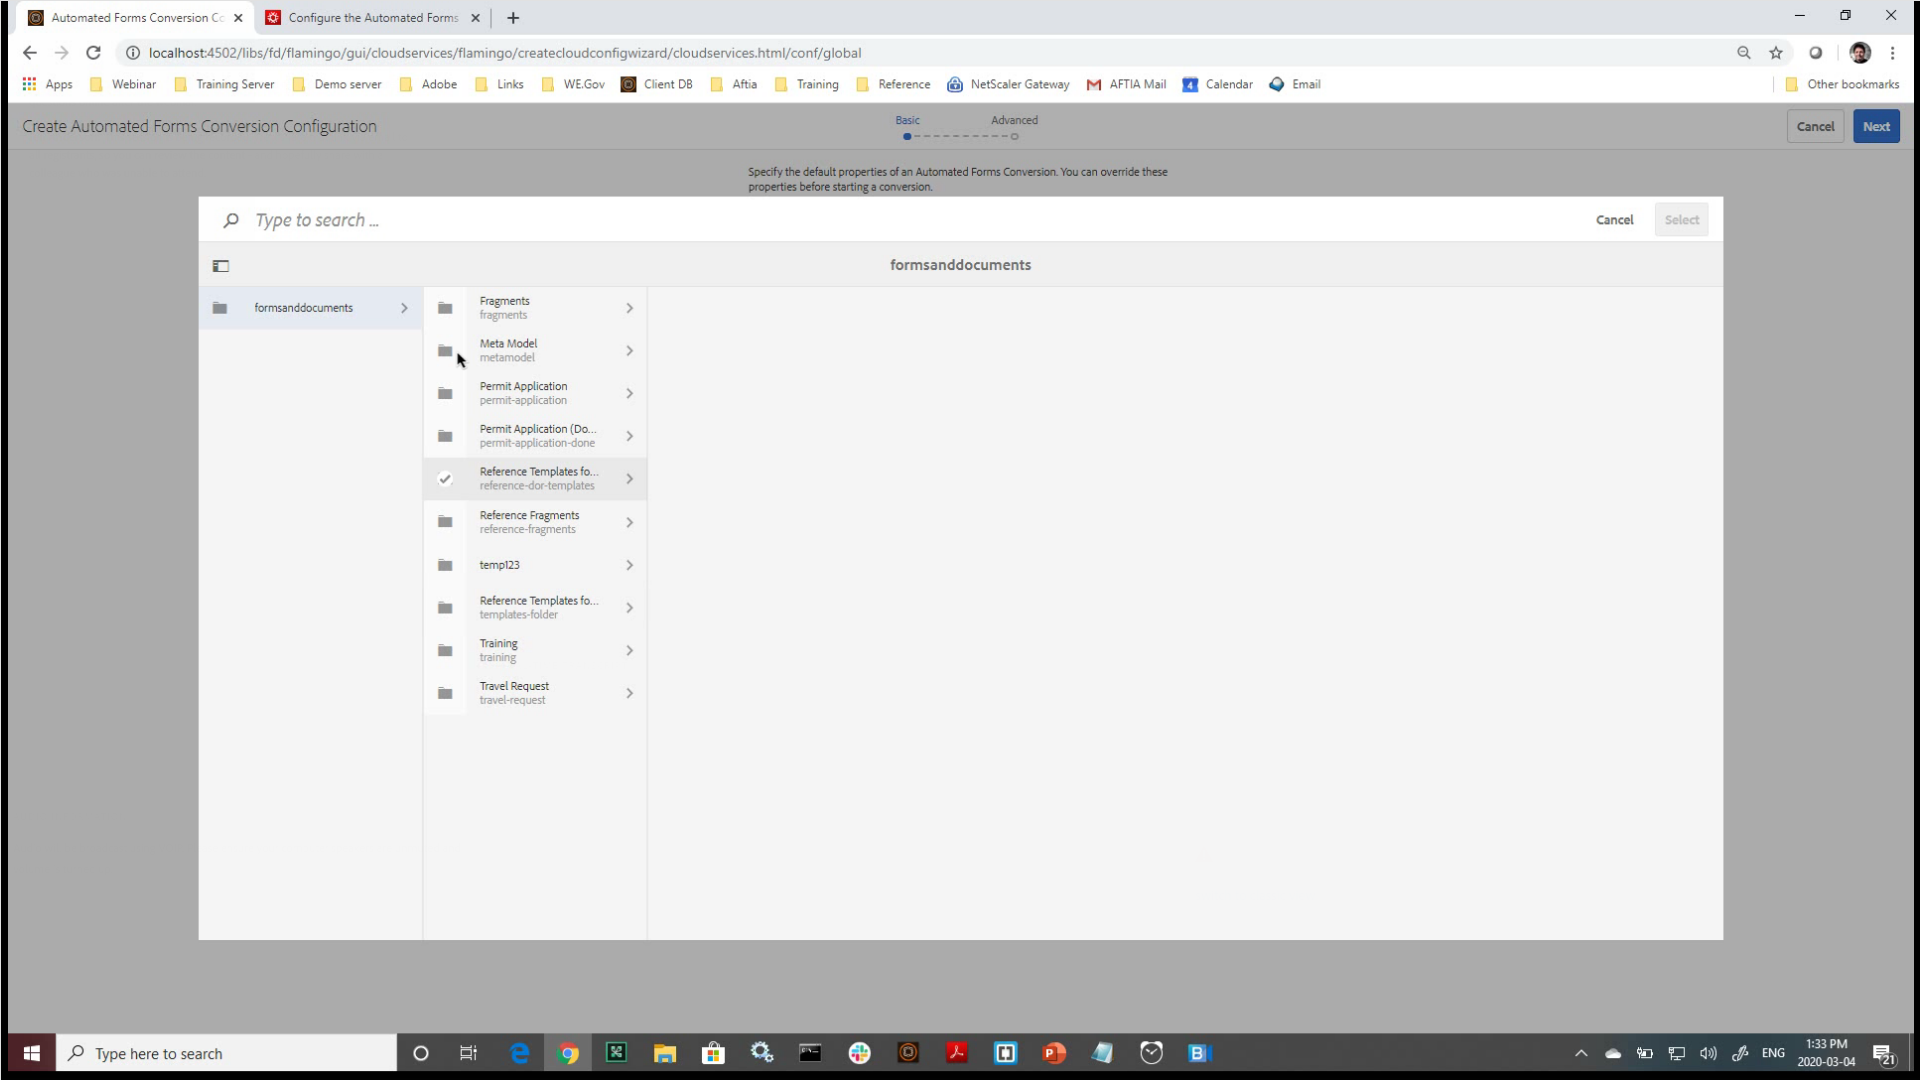 Automated Forms Conversion Co
Configure the Automated Forms
localhost:4502/libs/fd/flamingo/gui/cloudservices/flamingo/createcloudconfigwizard/cloudservices.html/conf/global
Apps Webinar Training Server Demo server Adobe Links WE.Gov Client DB Aftia Training Reference NetScaler Gateway AFTIA Mail 4 Calendar Email Other bookmarks
Create Automated Forms Conversion Configuration
Basic Advanced
Cancel Next
Specify the default properties of an Automated Forms Conversion. You can override these
properties before starting a conversion.
Type to search ...
Cancel Select
formsanddocuments
formsanddocuments
Fragments
fragments
Meta Model
metamodel
Permit Application
permit-application
Permit Application (Do...
permit-application-done
Reference Templates fo...
reference-dor-templates
Reference Fragments
reference-fragments
temp123
Reference Templates fo...
templates-folder
Training
training
Travel Request
travel-request
Type here to search
ENG
1:33 PM
2020-03-04
21